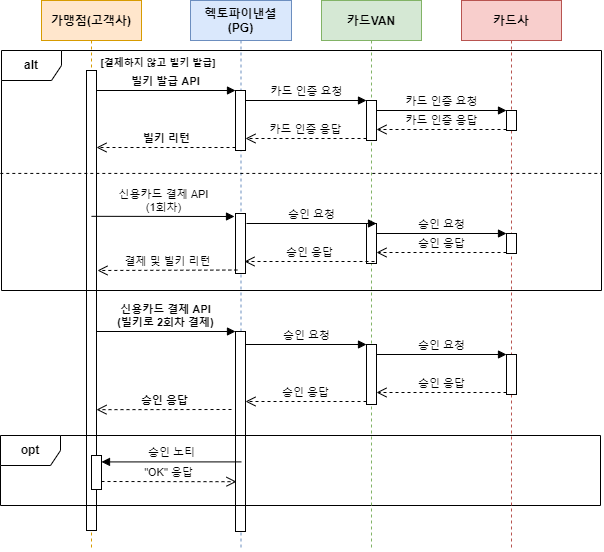 가맹점(고객사)
헥토파이낸셜
(PG)
카드VAN
카드사
alt
[결제하지 않고 빌키 발급]
빌키 발급 API
카드 인증 요청
카드 인증 요청
카드 인증 응답
카드 인증 응답
빌키 리턴
신용카드 결제 API
(1회차)
승인 요청
승인 요청
승인 응답
승인 응답
결제 및 빌키 리턴
신용카드 결제 API
(빌키로 2회차 결제)
승인 요청
승인 요청
승인 응답
승인 응답
승인 응답
opt
승인 노티
"OK" 응답